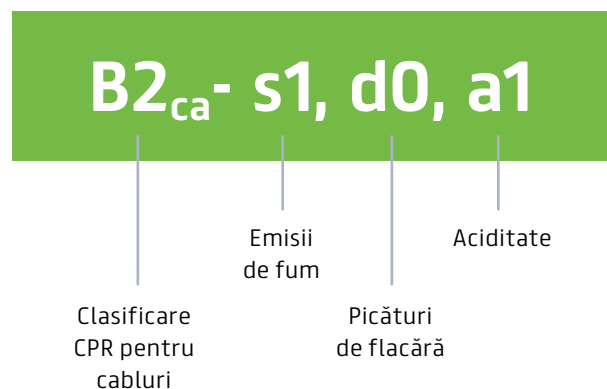 B2ca- s1, d0, a1
Emisii
de fum
Aciditate
Clasificare
CPR pentru
cabluri
Picături
de flacără